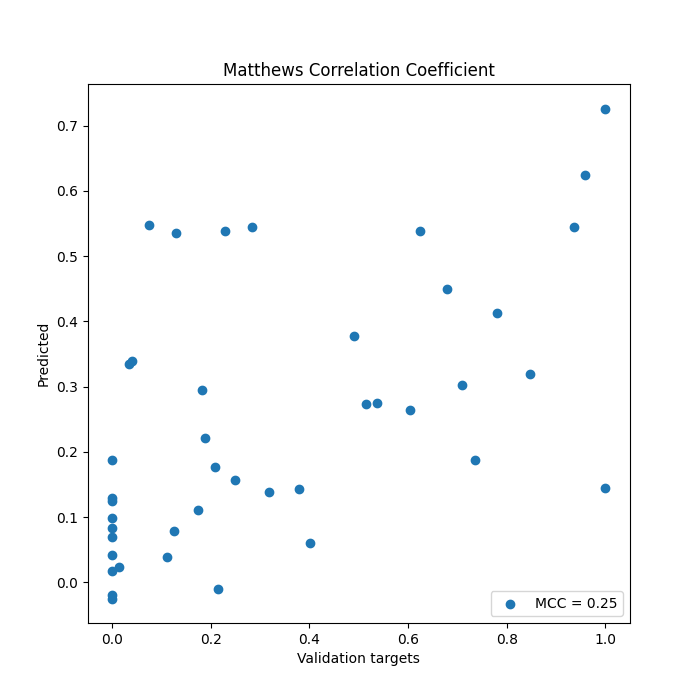 Matthews Correlation Coefficient
Predicted
0.7
0.6
0.5
0.4
0.3
0.2
0.1
0.0
MCC = 0.25
0.0 0.2 0.4 0.6 0.8 1.0
Validation targets